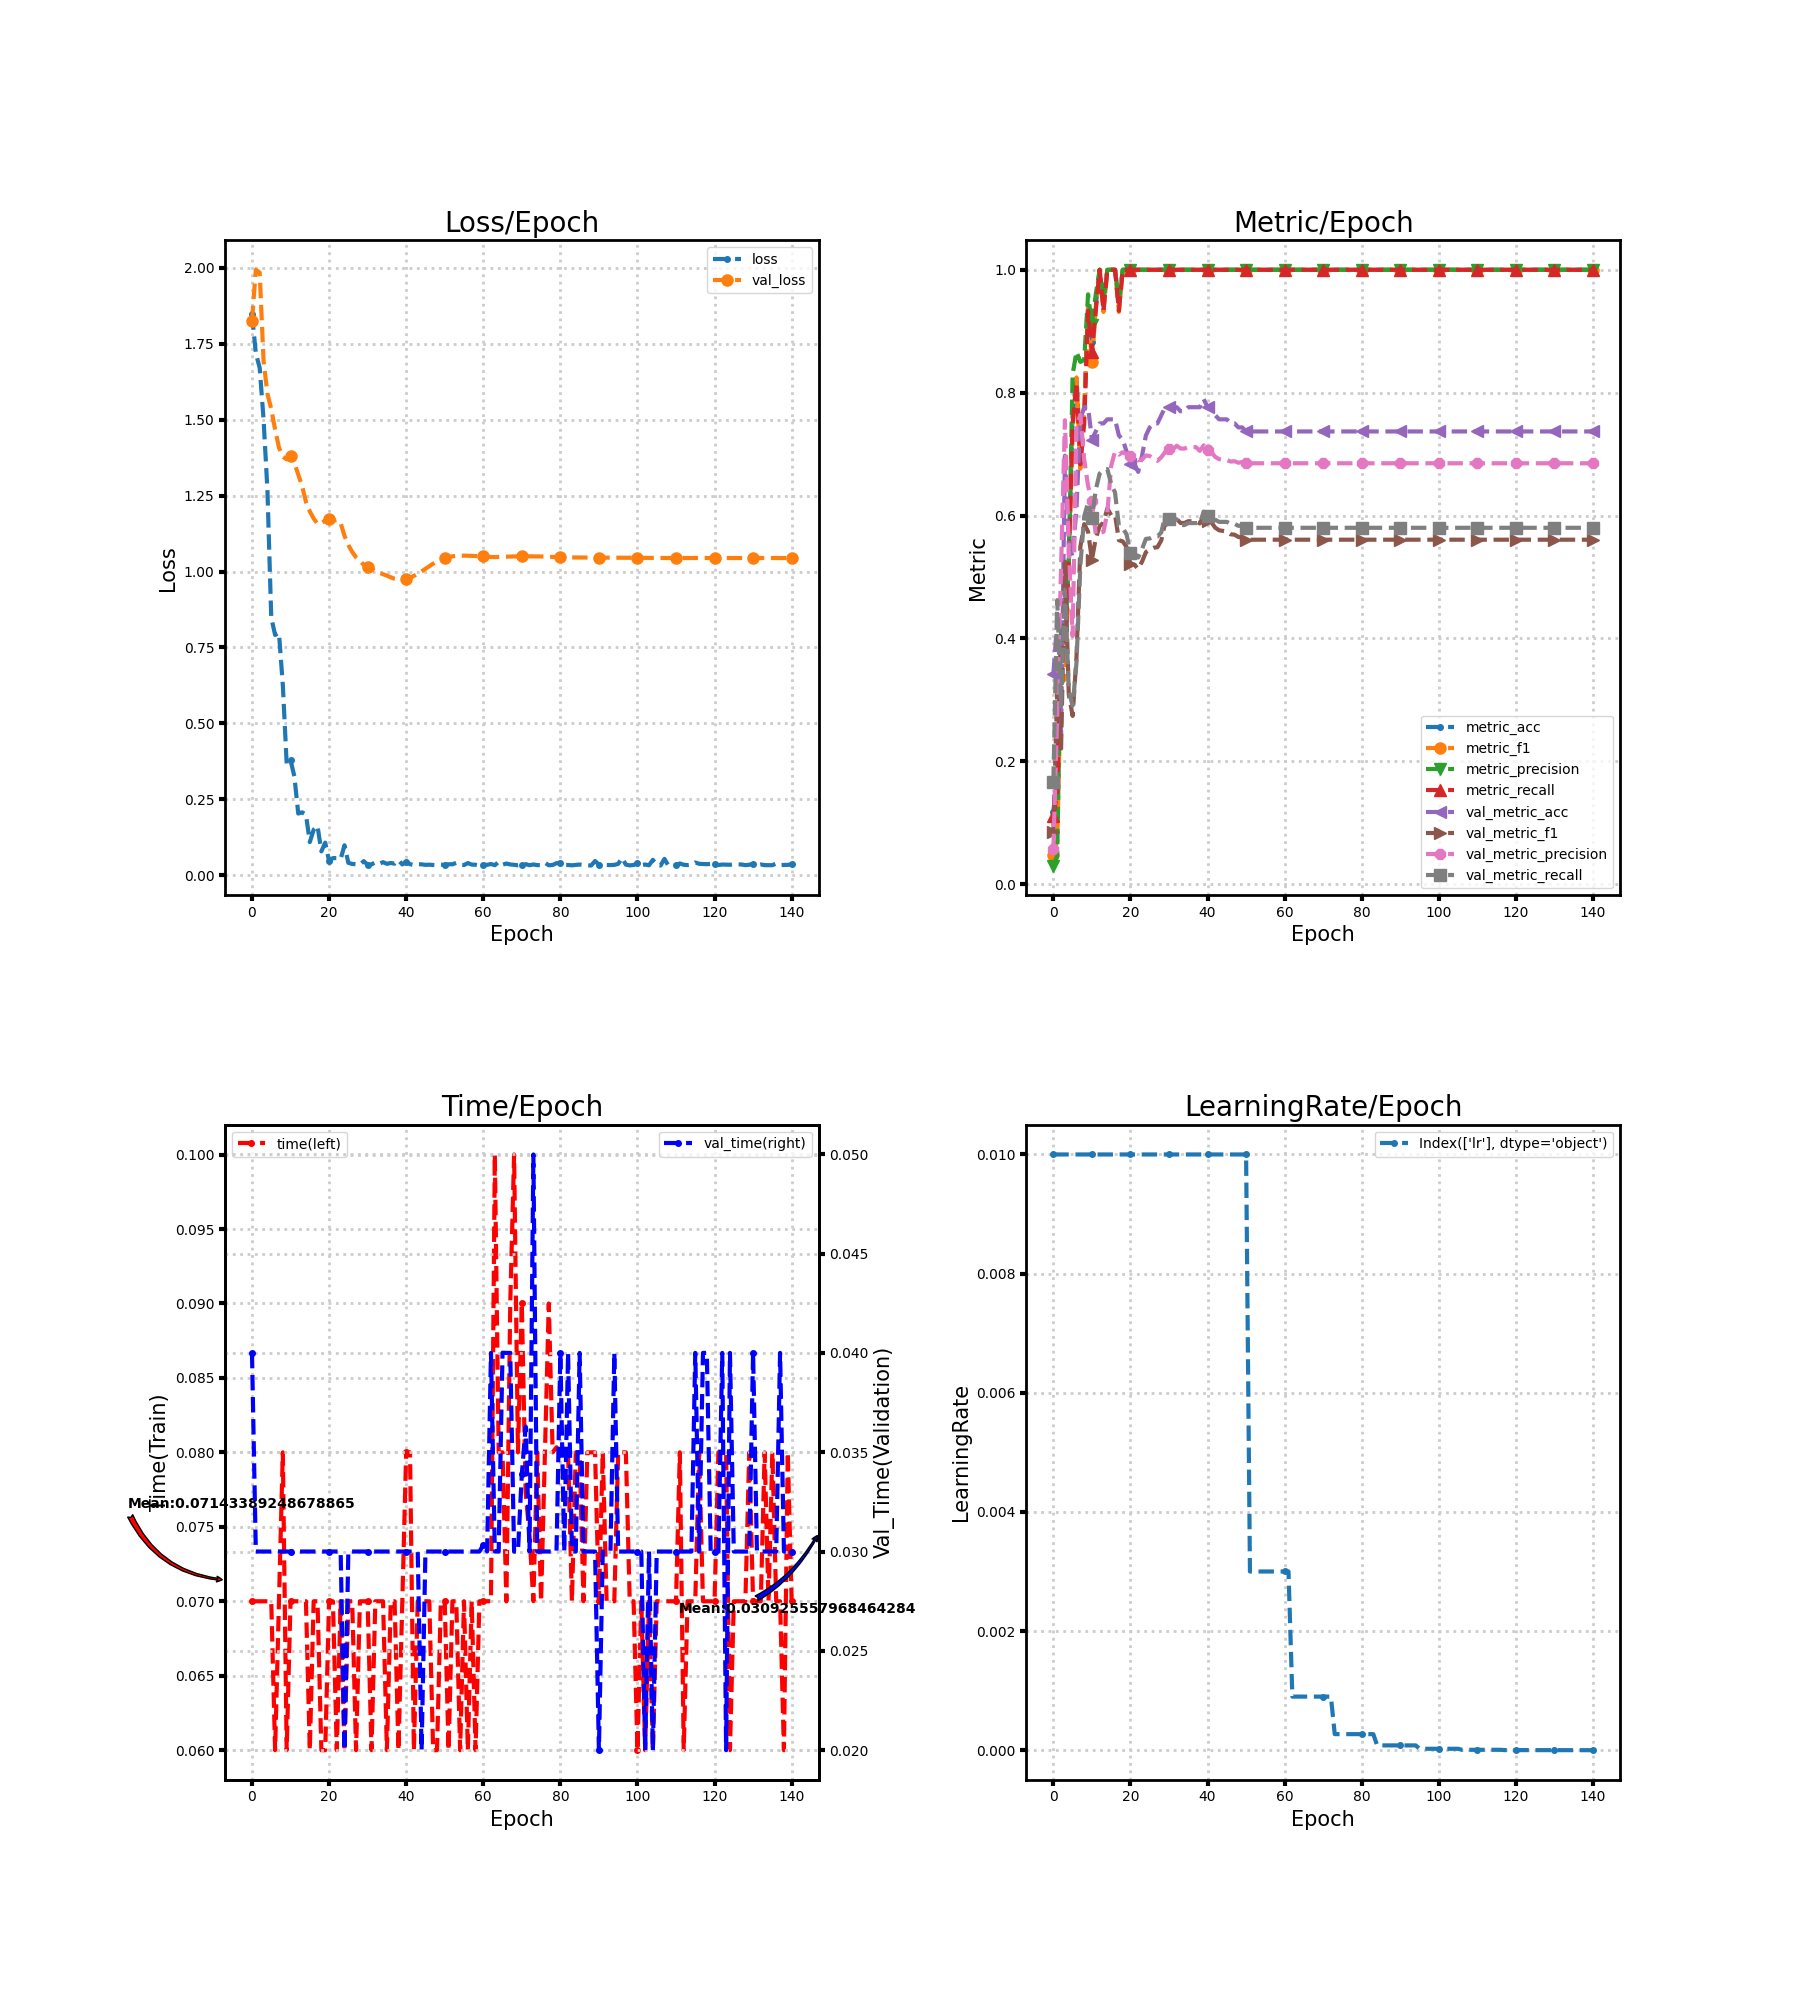 Loss/Epoch
loss
val_loss
2.00
1.75
1.50
1.25
1.00
0.75
0.50
0.25
0.00
Loss
0 20 40 60 80 100 120 140
Epoch
Metric/Epoch
1.0
0.8
0.6
0.4
0.2
0.0
Metric
metric_acc
metric_f1
metric_precision
metric_recall
val_metric_acc
val_metric_f1
val_metric_precision
val_metric_recall
0 20 40 60 80 100 120 140
Epoch
Time/Epoch
time(left)
val_time(right)
0.100
0.095
0.090
0.085
0.080
0.075
0.070
0.065
0.060
Time(Train)
Mean:0.07143389248678865
0.050
0.045
0.040
0.035
0.030
0.025
0.020
Val_Time(Validation)
Mean:0.030925557968464284
0 20 40 60 80 100 120 140
Epoch
LearningRate/Epoch
Index(['lr'], dtype='object')
0.010
0.008
0.006
0.004
0.002
0.000
LearningRate
0 20 40 60 80 100 120 140
Epoch